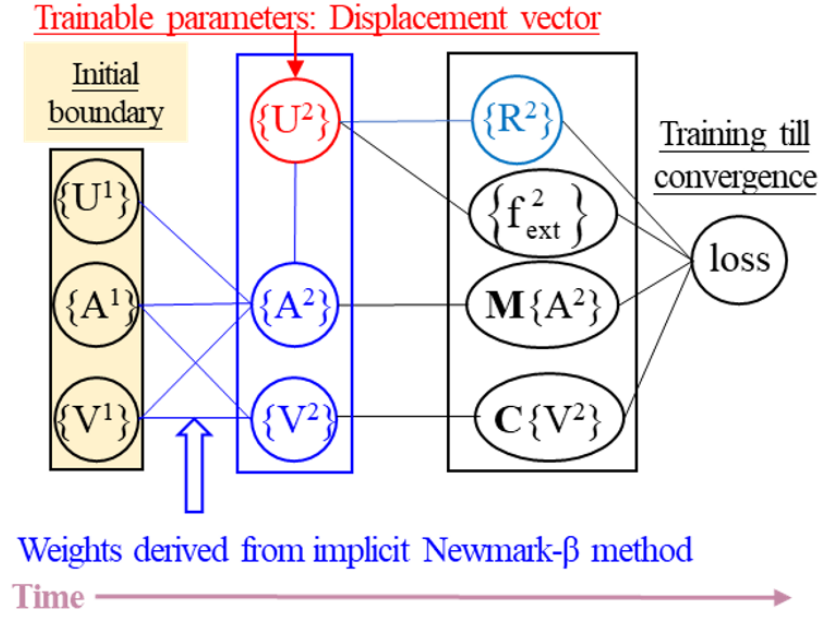 Trainable parameters: Displacement vector
Initial
boundary
{U²}
{R²}
Training till
convergence
{U¹}
{f²ext}
loss
{A¹}
{A²}
M{A²}
{V¹}
{V²}
C{V²}
Weights derived from implicit Newmark-β method
Time